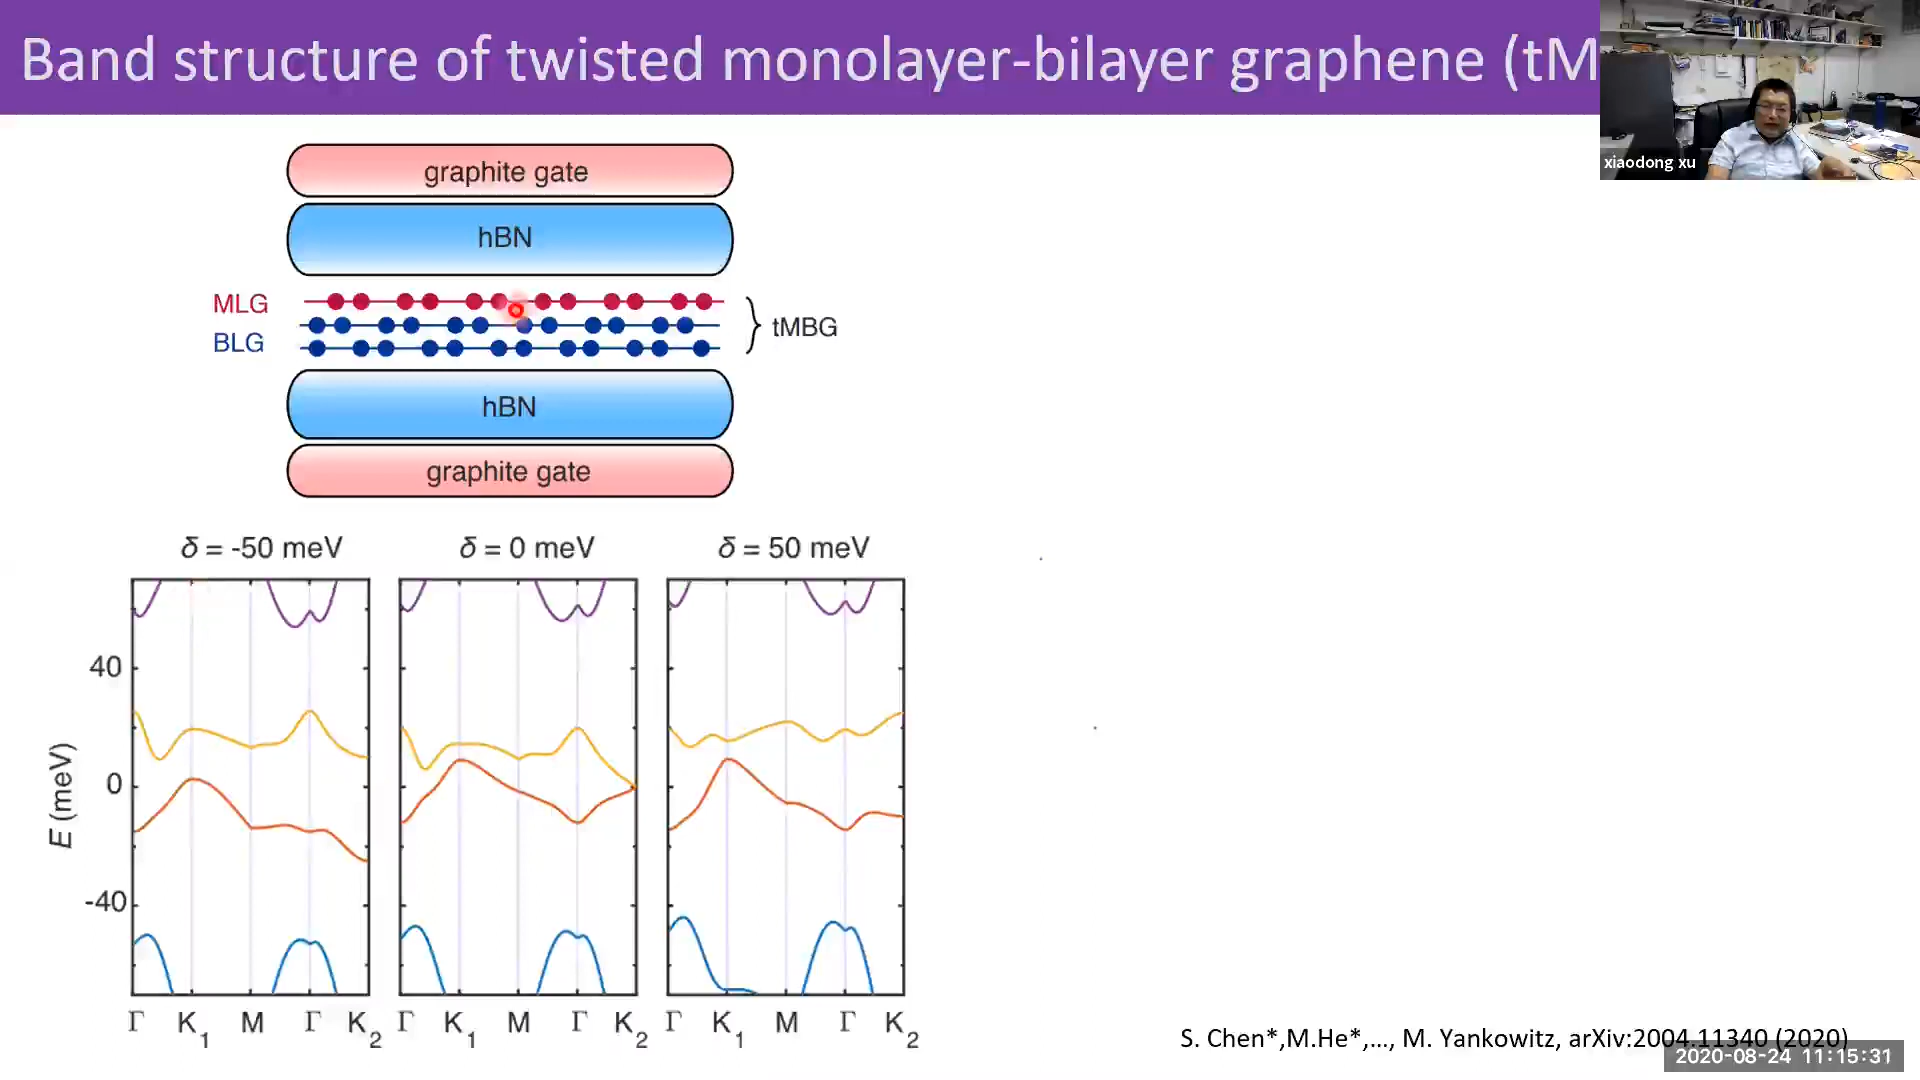 Band structure of twisted monolayer-bilayer graphene (tM
xiaodong xu
graphite gate
hBN
MLG
BLG
tMBG
hBN
graphite gate
δ = -50 meV
δ = 0 meV
δ = 50 meV
E (meV)
40
0
-40
Γ K1 M Γ K2
Γ K1 M Γ K2
Γ K1 M Γ K2
S. Chen*,M.He*,..., M. Yankowitz, arXiv:2004.11340 (2020)
2020-08-24 11:15:31